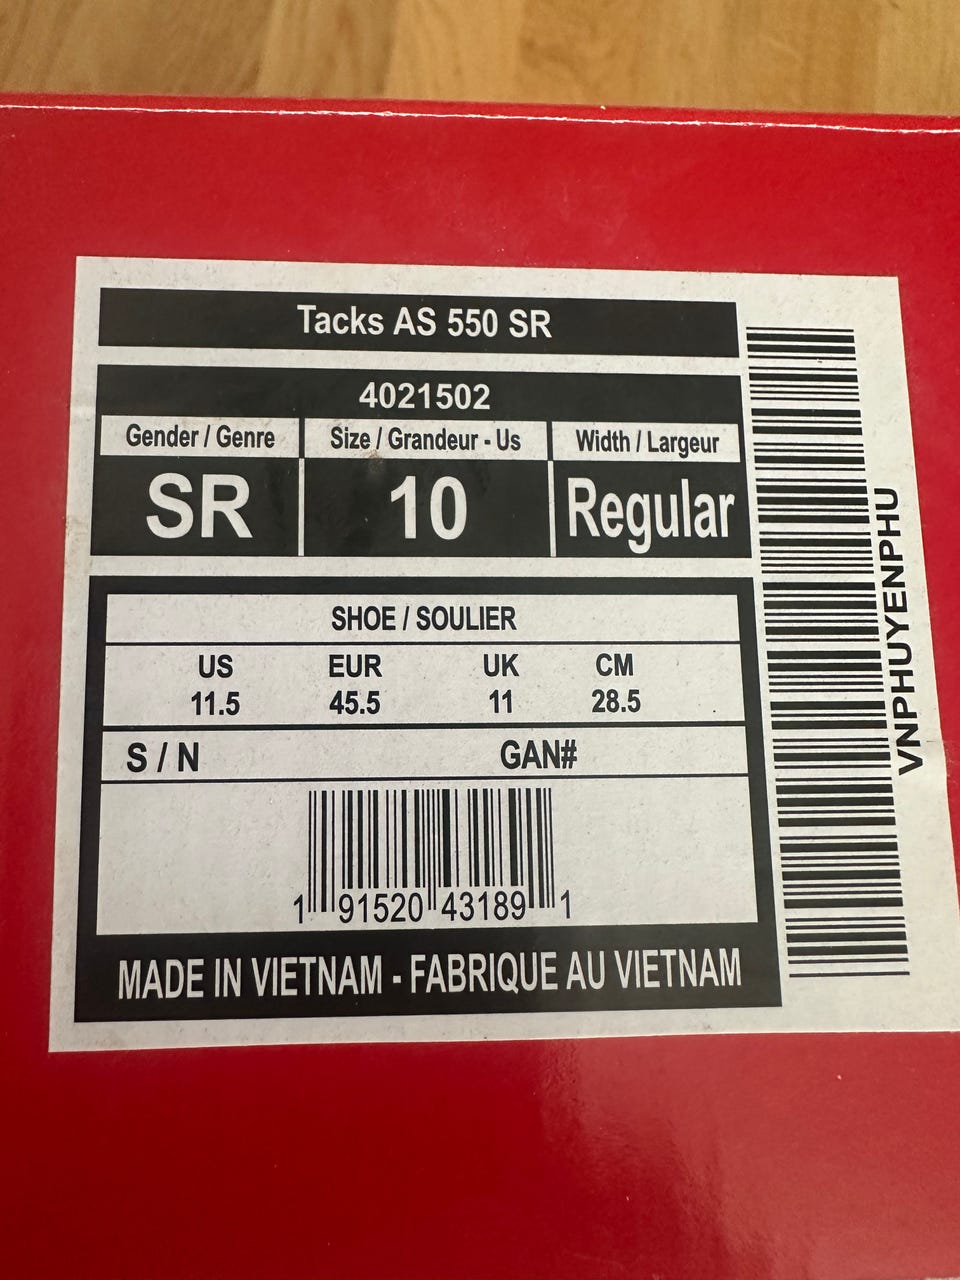 Tacks AS 550 SR
4021502
Gender / Genre Size / Grandeur - Us Width / Largeur
SR 10 Regular
SHOE / SOULIER
US EUR UK CM
11.5 45.5 11 28.5
S / N GAN#
1 91520 43189 1
MADE IN VIETNAM - FABRIQUE AU VIETNAM
VNPHUYENPHU